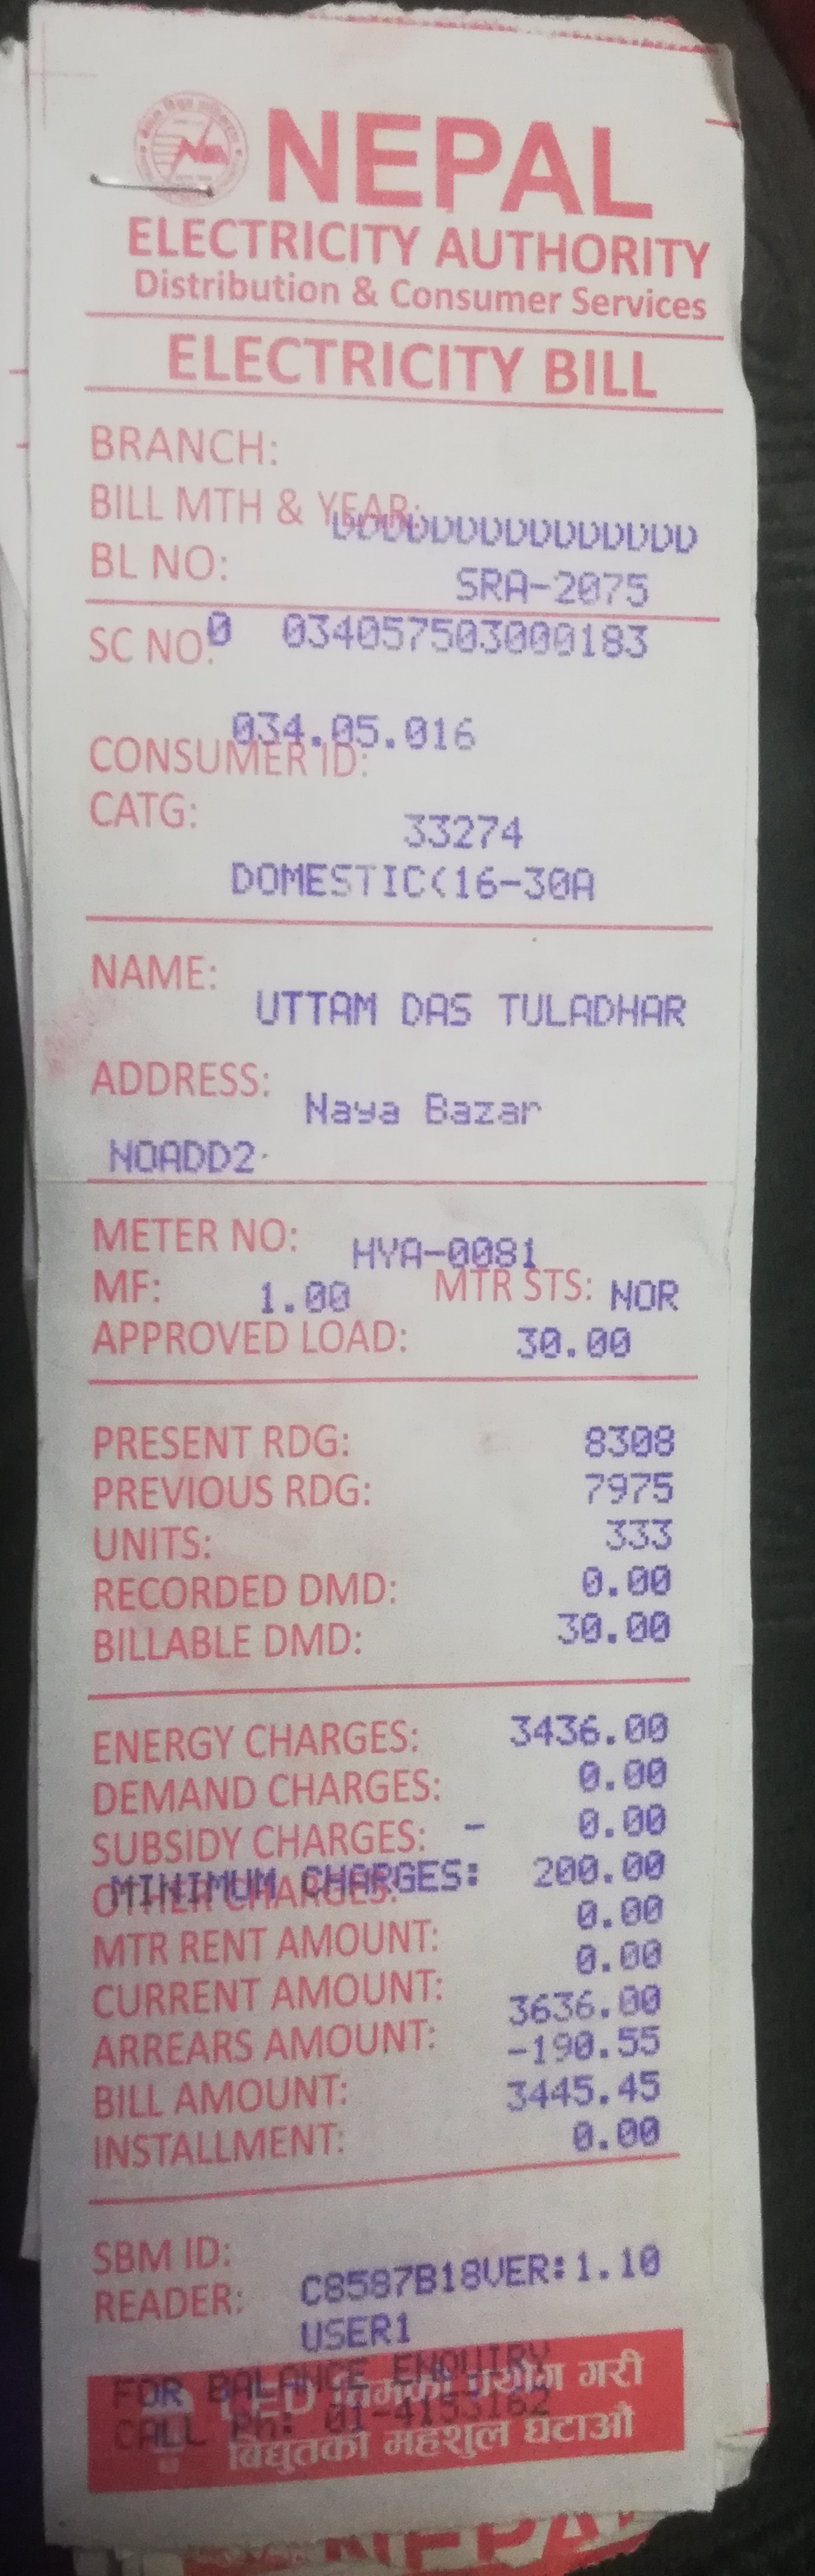 NEPAL
ELECTRICITY AUTHORITY
Distribution & Consumer Services
ELECTRICITY BILL
BRANCH:
BILL MTH & YEAR:
DDDDDDDDDDDDDDDD
BL NO:
SRA-2075
SC NO: 0 034057503000183
034.05.016
CONSUMER ID:
CATG:
33274
DOMESTIC(16-30A
NAME:
UTTAM DAS TULADHAR
ADDRESS:
Naya Bazar
NOADD2
METER NO: HYA-0081
MF: 1.00 MTR STS: NOR
APPROVED LOAD: 30.00
PRESENT RDG: 8308
PREVIOUS RDG: 7975
UNITS: 333
RECORDED DMD: 0.00
BILLABLE DMD: 30.00
ENERGY CHARGES: 3436.00
DEMAND CHARGES: 0.00
SUBSIDY CHARGES: - 0.00
MINIMUM CHARGES: 200.00
OTHER CHARGES: 0.00
MTR RENT AMOUNT: 0.00
CURRENT AMOUNT: 3636.00
ARREARS AMOUNT: -190.55
BILL AMOUNT: 3445.45
INSTALLMENT: 0.00
SBM ID:
C8587B18VER:1.10
READER:
USER1
FOR BALANCE ENQUIRY
LED चिमको प्रयोग गरी
CALL Ph: 01-4153162
बिद्युतको महशुल घटाऔं
NEPAL